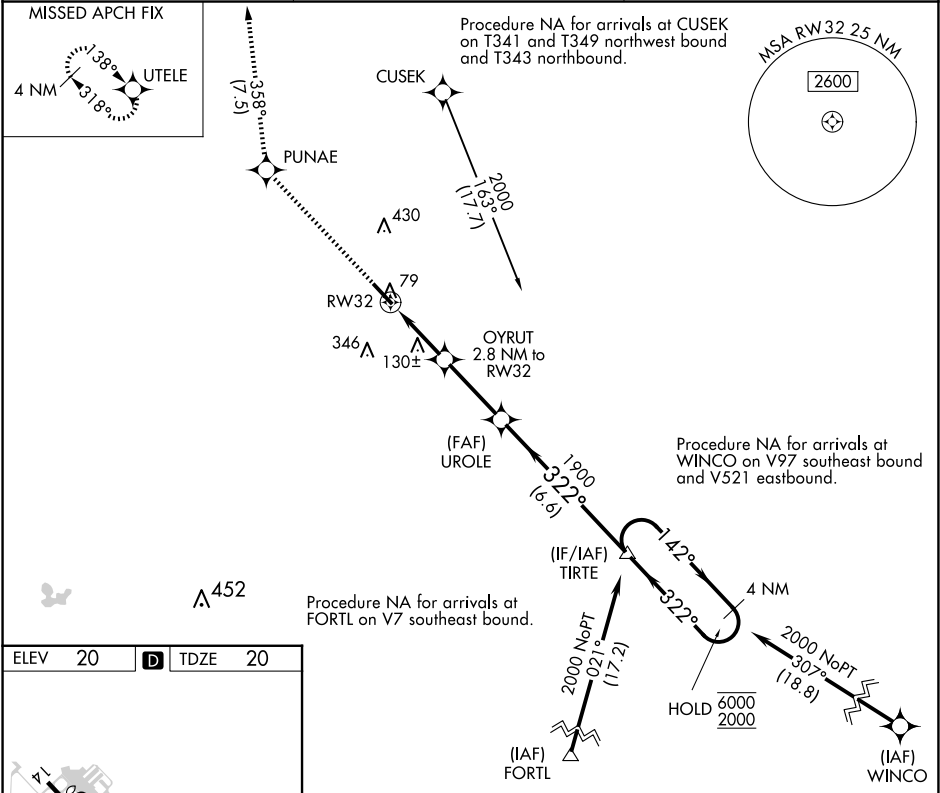 MISSED APCH FIX
138°
UTELE
4 NM
318°
358°
(7.5)
PUNAE
CUSEK
Procedure NA for arrivals at CUSEK
on T341 and T349 northwest bound
and T343 northbound.
MSA RW32 25 NM
2600
2000
163°
(17.7)
430
79
RW32
346
130±
OYRUT
2.8 NM to
RW32
(FAF)
UROLE
1900
322°
(6.6)
Procedure NA for arrivals at
WINCO on V97 southeast bound
and V521 eastbound.
(IF/IAF)
TIRTE
142°
322°
4 NM
452
Procedure NA for arrivals at
FORTL on V7 southeast bound.
2000 NoPT
021°
(17.2)
HOLD
6000
2000
2000 NoPT
307°
(18.8)
(IAF)
FORTL
(IAF)
WINCO
ELEV 20
D
TDZE 20
14